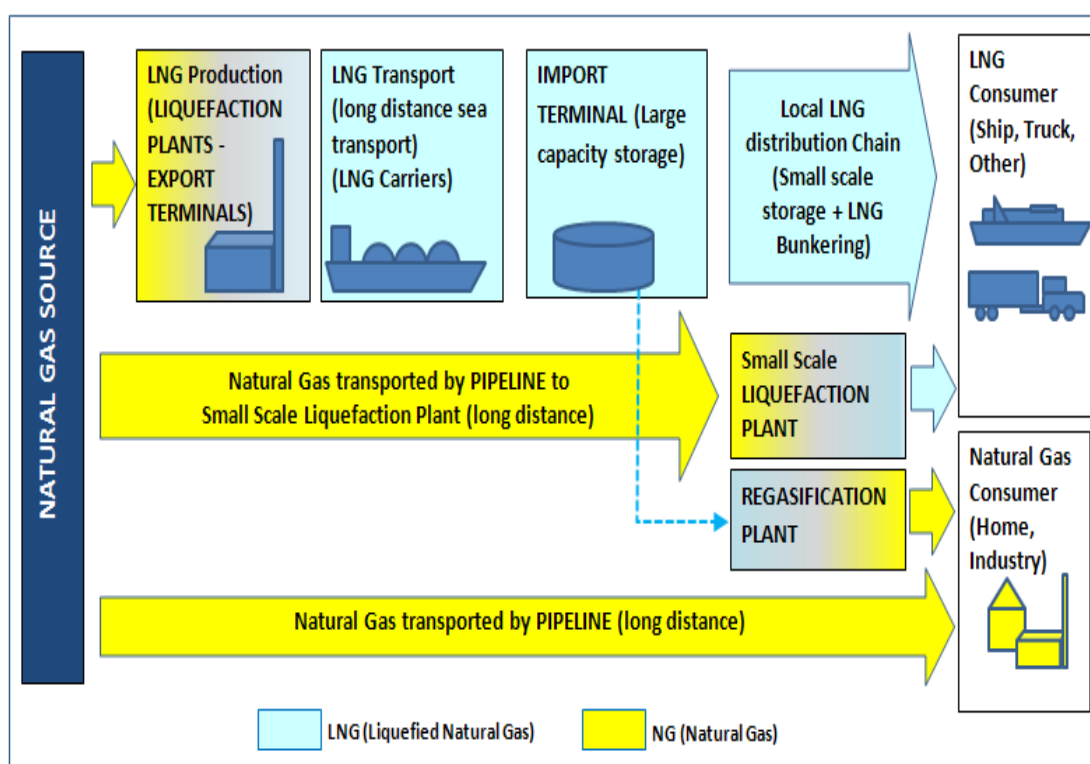 NATURAL GAS SOURCE
LNG Production
(LIQUEFACTION
PLANTS -
EXPORT
TERMINALS)
LNG Transport
(long distance sea
transport)
(LNG Carriers)
IMPORT
TERMINAL (Large
capacity storage)
Local LNG
distribution Chain
(Small scale
storage + LNG
Bunkering)
LNG
Consumer
(Ship, Truck,
Other)
Natural Gas transported by PIPELINE to
Small Scale Liquefaction Plant (long distance)
Small Scale
LIQUEFACTION
PLANT
REGASIFICATION
PLANT
Natural Gas
Consumer
(Home,
Industry)
Natural Gas transported by PIPELINE (long distance)
LNG (Liquefied Natural Gas)
NG (Natural Gas)